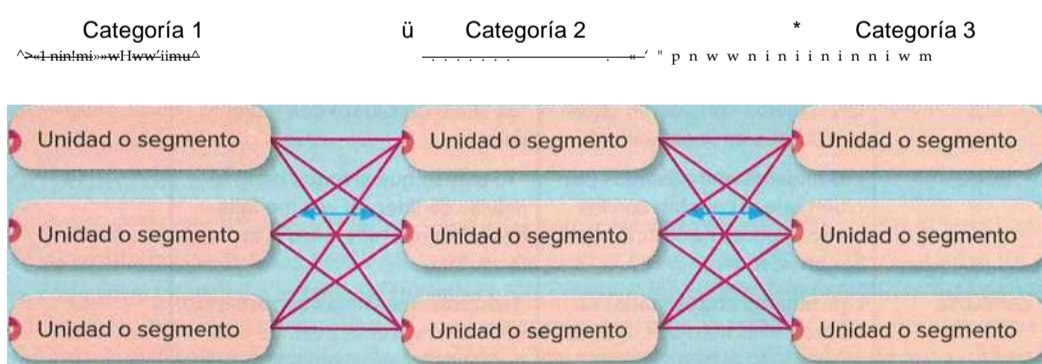 Categoría 1 ü Categoría 2 * Categoría 3
p n w w n i n i i n i n n i w m
Unidad o segmento Unidad o segmento Unidad o segmento
Unidad o segmento Unidad o segmento Unidad o segmento
Unidad o segmento Unidad o segmento Unidad o segmento